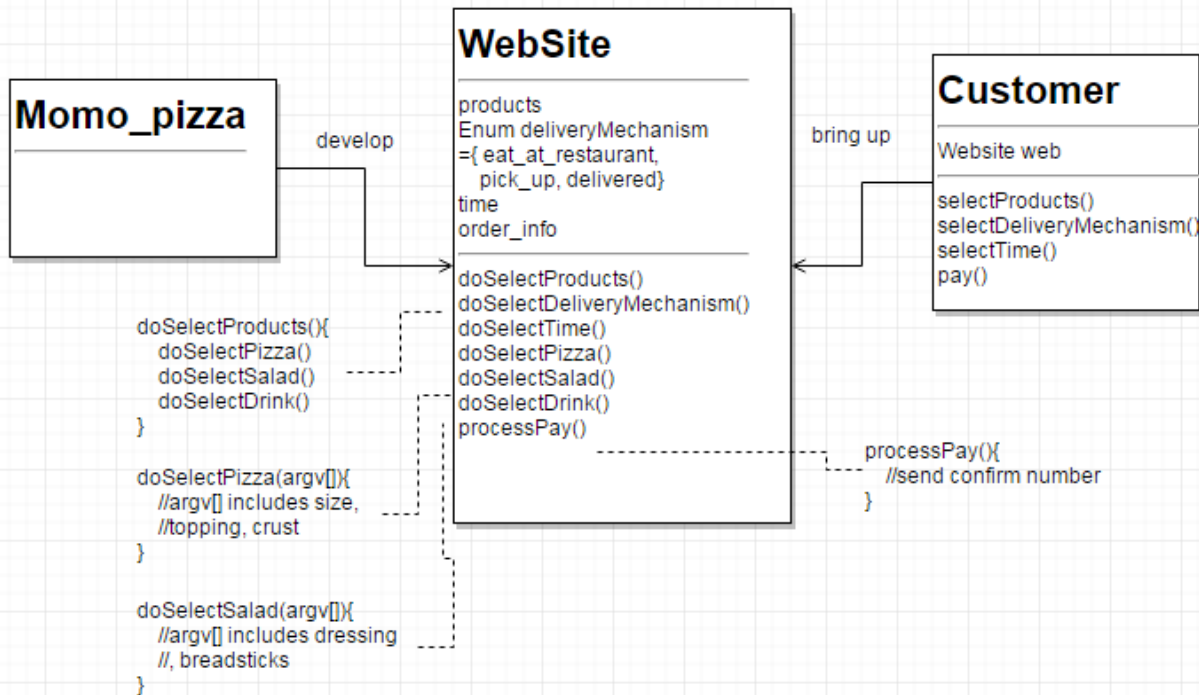 Momo_pizza
develop
WebSite
products
Enum deliveryMechanism
={ eat_at_restaurant,
pick_up, delivered}
time
order_info
doSelectProducts()
doSelectDeliveryMechanism()
doSelectTime()
doSelectPizza()
doSelectSalad()
doSelectDrink()
processPay()
bring up
Customer
Website web
selectProducts()
selectDeliveryMechanism()
selectTime()
pay()
doSelectProducts(){
doSelectPizza()
doSelectSalad()
doSelectDrink()
}
doSelectPizza(argv[]){
//argv[] includes size,
//topping, crust
}
doSelectSalad(argv[]){
//argv[] includes dressing
//, breadsticks
}
processPay(){
//send confirm number
}